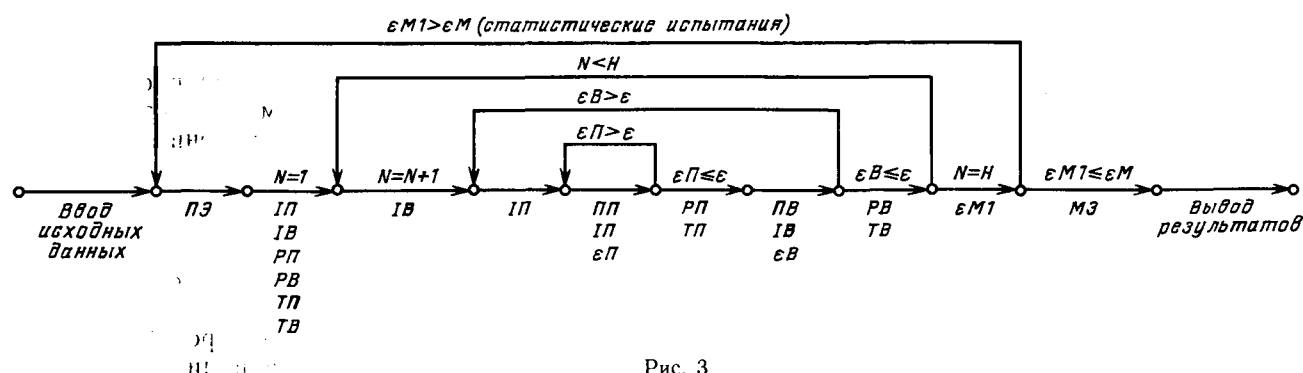 εМ1>εМ (статистические испытания)
N<H
εВ>ε
εП>ε
N=1
N=N+1
εП≤ε
εВ≤ε
N=H
εМ1≤εМ
Ввод
исходных
данных
ПЭ
IП
IВ
РП
РВ
ТП
ТВ
IВ
IП
ПП
IП
εП
РП
ТП
ПВ
IВ
εВ
РВ
ТВ
εМ1
МЭ
Вывод
результатов
Рис. 3